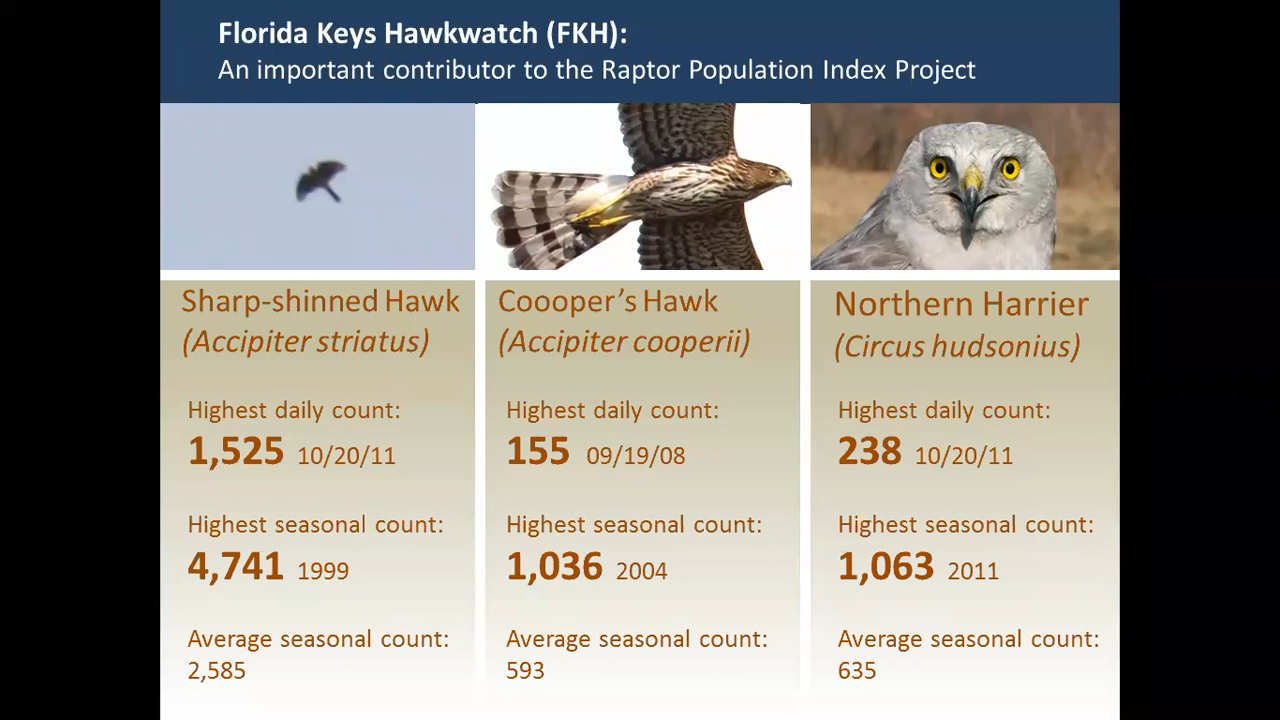 Florida Keys Hawkwatch (FKH):
An important contributor to the Raptor Population Index Project
Sharp-shinned Hawk
(Accipiter striatus)
Highest daily count:
1,525 10/20/11
Highest seasonal count:
4,741 1999
Average seasonal count:
2,585
Coooper's Hawk
(Accipiter cooperii)
Highest daily count:
155 09/19/08
Highest seasonal count:
1,036 2004
Average seasonal count:
593
Northern Harrier
(Circus hudsonius)
Highest daily count:
238 10/20/11
Highest seasonal count:
1,063 2011
Average seasonal count:
635